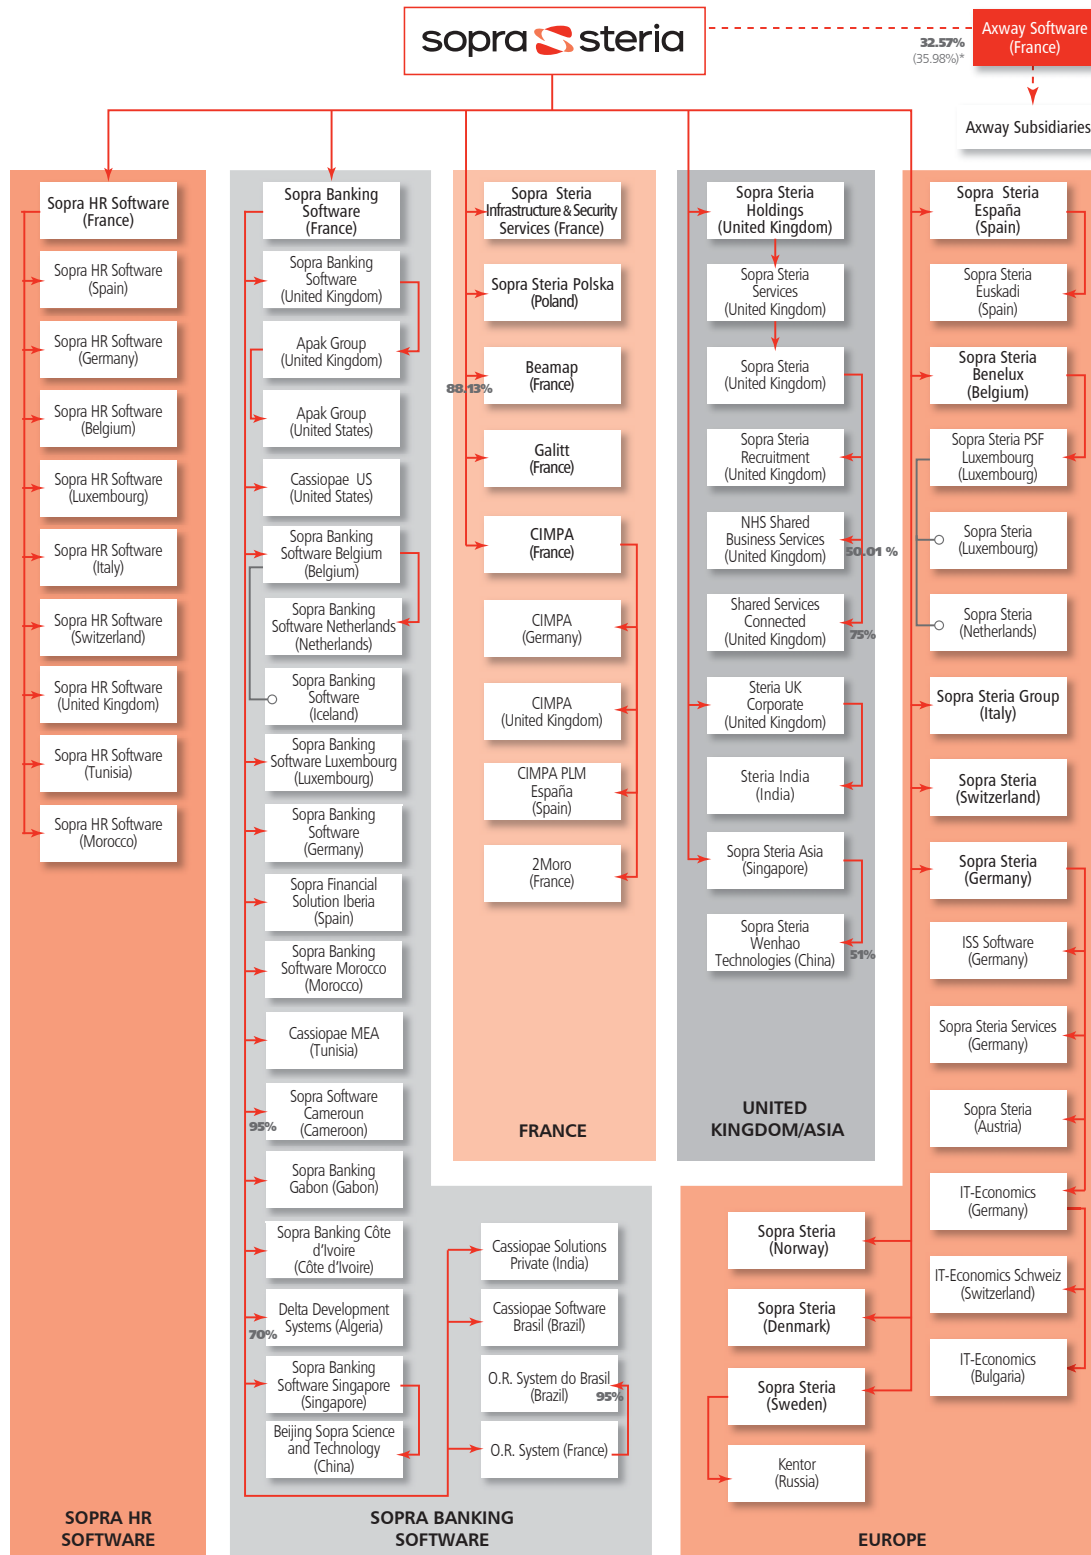 sopra steria
32.57%
(35.98%)*
Axway Software
(France)
Axway Subsidiaries
Sopra HR Software
(France)
Sopra HR Software
(Spain)
Sopra HR Software
(Germany)
Sopra HR Software
(Belgium)
Sopra HR Software
(Luxembourg)
Sopra HR Software
(Italy)
Sopra HR Software
(Switzerland)
Sopra HR Software
(United Kingdom)
Sopra HR Software
(Tunisia)
Sopra HR Software
(Morocco)
SOPRA HR
SOFTWARE
Sopra Banking
Software
(France)
Sopra Banking
Software
(United Kingdom)
Apak Group
(United Kingdom)
Apak Group
(United States)
Cassiopae US
(United States)
Sopra Banking
Software Belgium
(Belgium)
Sopra Banking
Software Netherlands
(Netherlands)
Sopra Banking
Software
(Iceland)
Sopra Banking
Software Luxembourg
(Luxembourg)
Sopra Banking
Software
(Germany)
Sopra Financial
Solution Iberia
(Spain)
Sopra Banking
Software Morocco
(Morocco)
Cassiopae MEA
(Tunisia)
Sopra Software
Cameroun
(Cameroon)
95%
Sopra Banking
Gabon (Gabon)
Sopra Banking Côte
d'Ivoire
(Côte d'Ivoire)
Delta Development
Systems (Algeria)
70%
Sopra Banking
Software Singapore
(Singapore)
Beijing Sopra Science
and Technology
(China)
Cassiopae Solutions
Private (India)
Cassiopae Software
Brasil (Brazil)
O.R. System do Brasil
(Brazil)
95%
O.R. System (France)
SOPRA BANKING
SOFTWARE
Sopra Steria
Infrastructure & Security
Services (France)
Sopra Steria Polska
(Poland)
Beamap
(France)
88.13%
Galitt
(France)
CIMPA
(France)
CIMPA
(Germany)
CIMPA
(United Kingdom)
CIMPA PLM
España
(Spain)
2Moro
(France)
FRANCE
Sopra Steria
Holdings
(United Kingdom)
Sopra Steria
Services
(United Kingdom)
Sopra Steria
(United Kingdom)
Sopra Steria
Recruitment
(United Kingdom)
NHS Shared
Business Services
(United Kingdom)
50.01 %
Shared Services
Connected
(United Kingdom)
75%
Steria UK
Corporate
(United Kingdom)
Steria India
(India)
Sopra Steria Asia
(Singapore)
Sopra Steria
Wenhao
Technologies (China)
51%
UNITED
KINGDOM/ASIA
Sopra Steria
España
(Spain)
Sopra Steria
Euskadi
(Spain)
Sopra Steria
Benelux
(Belgium)
Sopra Steria PSF
Luxembourg
(Luxembourg)
Sopra Steria
(Luxembourg)
Sopra Steria
(Netherlands)
Sopra Steria Group
(Italy)
Sopra Steria
(Switzerland)
Sopra Steria
(Germany)
ISS Software
(Germany)
Sopra Steria Services
(Germany)
Sopra Steria
(Austria)
IT-Economics
(Germany)
IT-Economics Schweiz
(Switzerland)
IT-Economics
(Bulgaria)
Sopra Steria
(Norway)
Sopra Steria
(Denmark)
Sopra Steria
(Sweden)
Kentor
(Russia)
EUROPE